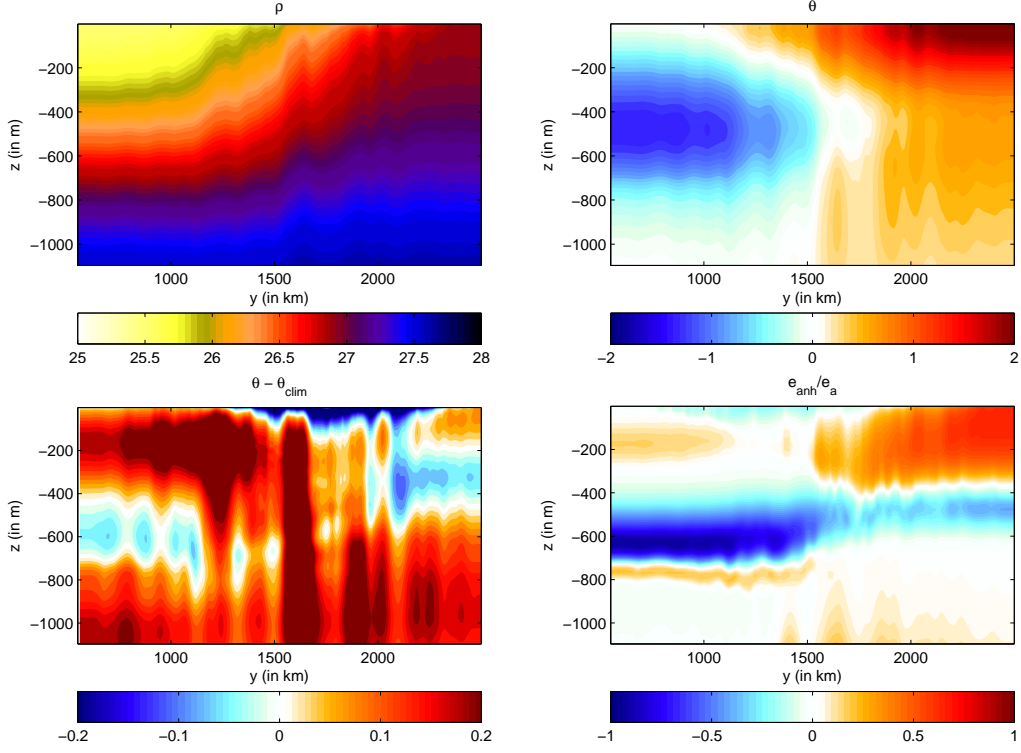 ρ
z (in m)
−200
−400
−600
−800
−1000
1000 1500 2000
y (in km)
25 25.5 26 26.5 27 27.5 28
θ
z (in m)
−200
−400
−600
−800
−1000
1000 1500 2000
y (in km)
−2 −1 0 1 2
θ − θclim
z (in m)
−200
−400
−600
−800
−1000
1000 1500 2000
y (in km)
−0.2 −0.1 0 0.1 0.2
eanh/ea
z (in m)
−200
−400
−600
−800
−1000
1000 1500 2000
y (in km)
−1 −0.5 0 0.5 1